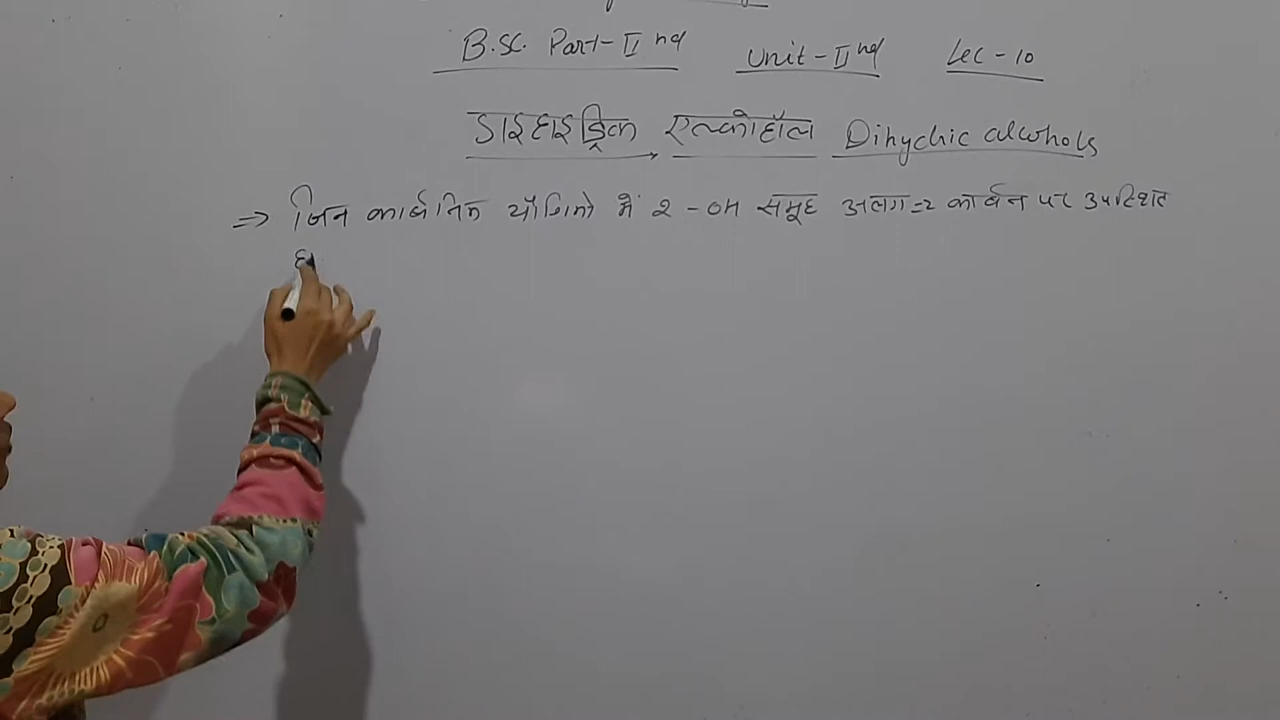 B.SC. Part-II nd Unit-II nd Lec-10
डाइहाइड्रिक एल्कोहॉल Dihychic alcohols
⇒ जिन कार्बनिक यौगिको में 2 -OH समूह अलग=2 कार्बन पर उपस्थित